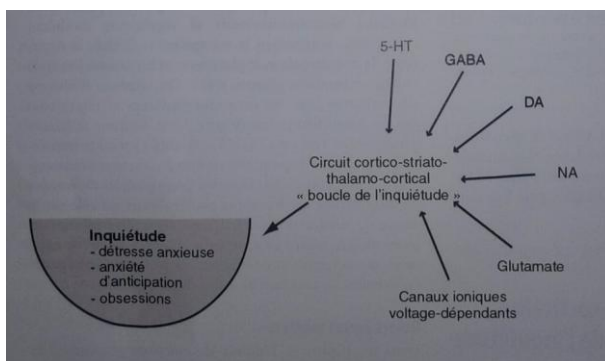 5-HT
GABA
DA
Circuit cortico-striato-
thalamo-cortical
« boucle de l'inquiétude »
NA
Inquiétude
- détresse anxieuse
- anxiété
d'anticipation
- obsessions
Glutamate
Canaux ioniques
voltage-dépendants